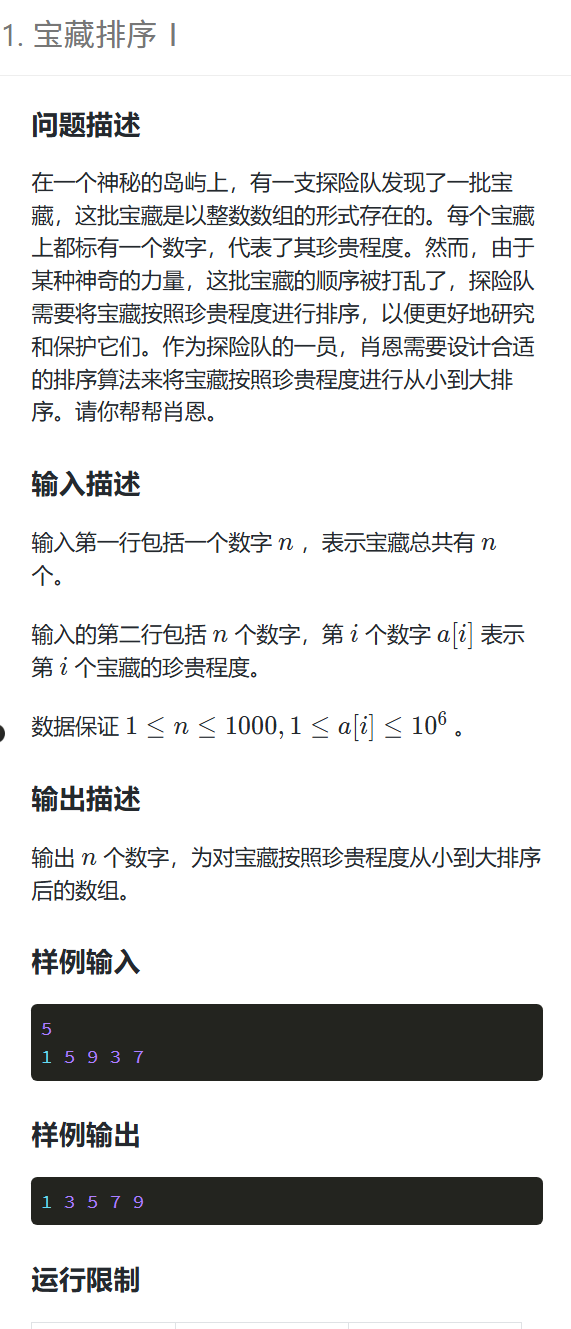 1. 宝藏排序Ⅰ
问题描述
在一个神秘的岛屿上，有一支探险队发现了一批宝
藏，这批宝藏是以整数数组的形式存在的。每个宝藏
上都标有一个数字，代表了其珍贵程度。然而，由于
某种神奇的力量，这批宝藏的顺序被打乱了，探险队
需要将宝藏按照珍贵程度进行排序，以便更好地研究
和保护它们。作为探险队的一员，肖恩需要设计合适
的排序算法来将宝藏按照珍贵程度进行从小到大排
序。请你帮帮肖恩。
输入描述
输入第一行包括一个数字 n ，表示宝藏总共有 n
个。
输入的第二行包括 n 个数字，第 i 个数字 a[i] 表示
第 i 个宝藏的珍贵程度。
数据保证 1 ≤ n ≤ 1000, 1 ≤ a[i] ≤ 10⁶ 。
输出描述
输出 n 个数字，为对宝藏按照珍贵程度从小到大排序
后的数组。
样例输入
5
1 5 9 3 7
样例输出
1 3 5 7 9
运行限制